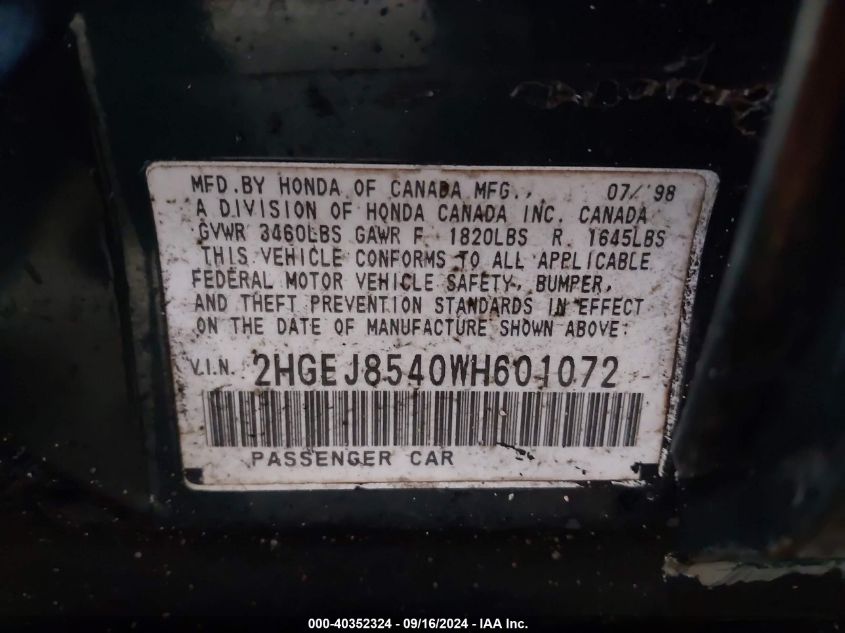 MFD. BY HONDA OF CANADA MFG., 07/'98
A DIVISION OF HONDA CANADA INC. CANADA
GVWR 3460LBS GAWR F 1820LBS R 1645LBS
THIS VEHICLE CONFORMS TO ALL APPLICABLE
FEDERAL MOTOR VEHICLE SAFETY, BUMPER,
AND THEFT PREVENTION STANDARDS IN EFFECT
ON THE DATE OF MANUFACTURE SHOWN ABOVE:
V.I.N. 2HGEJ8540WH601072
PASSENGER CAR
000-40352324 - 09/16/2024 - IAA Inc.